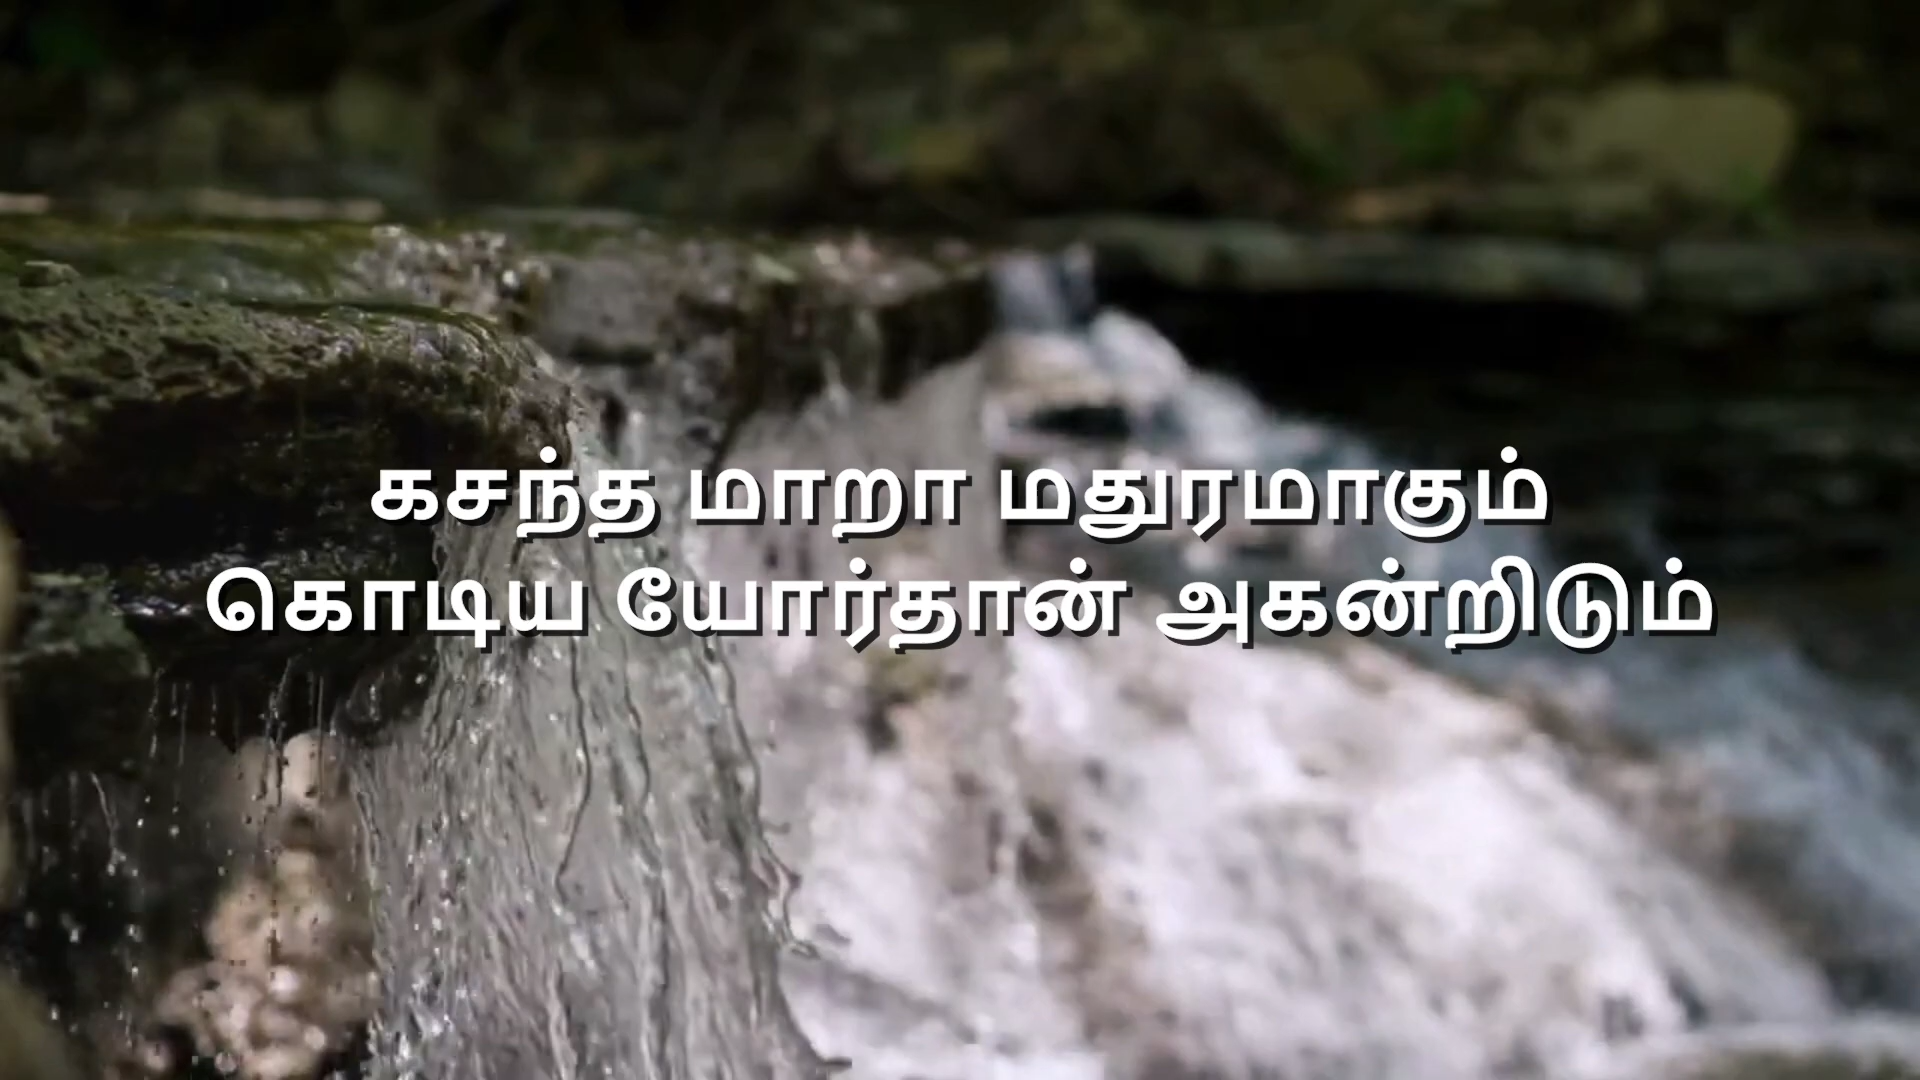 கசந்த மாறா மதுரமாகும்
கொடிய யோர்தான் அகன்றிடும்